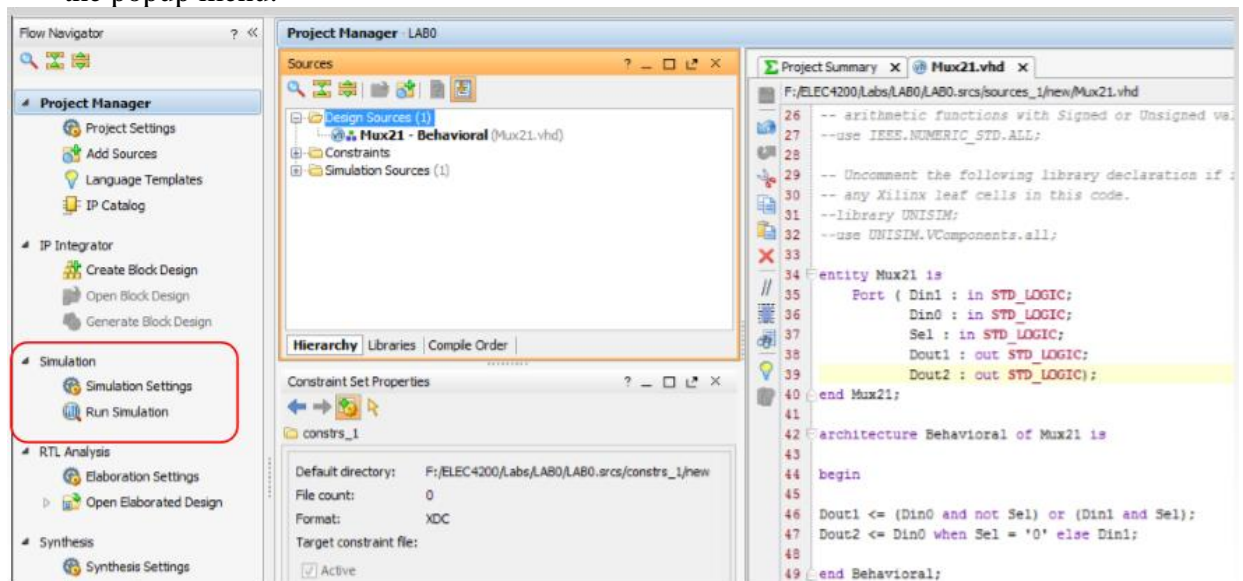 the popup menu.
Flow Navigator ? «
Project Manager
Project Settings
Add Sources
Language Templates
IP Catalog
IP Integrator
Create Block Design
Open Block Design
Generate Block Design
Simulation
Simulation Settings
Run Simulation
RTL Analysis
Elaboration Settings
Open Elaborated Design
Synthesis
Synthesis Settings
Project Manager - LAB0
Sources ? _ □ ×
Design Sources (1)
Mux21 - Behavioral (Mux21.vhd)
Constraints
Simulation Sources (1)
Hierarchy Libraries Compile Order
Constraint Set Properties ? _ □ ×
constrs_1
Default directory: F:/ELEC4200/Labs/LAB0/LAB0.srcs/constrs_1/new
File count: 0
Format: XDC
Target constraint file:
Active
Σ Project Summary × Mux21.vhd ×
F:/ELEC4200/Labs/LAB0/LAB0.srcs/sources_1/new/Mux21.vhd
26 -- arithmetic functions with Signed or Unsigned val
27 --use IEEE.NUMERIC_STD.ALL;
28
29 -- Uncomment the following library declaration if
30 -- any Xilinx leaf cells in this code.
31 --library UNISIM;
32 --use UNISIM.VComponents.all;
33
34 entity Mux21 is
35 Port ( Din1 : in STD_LOGIC;
36 Din0 : in STD_LOGIC;
37 Sel : in STD_LOGIC;
38 Dout1 : out STD_LOGIC;
39 Dout2 : out STD_LOGIC);
40 end Mux21;
41
42 architecture Behavioral of Mux21 is
43
44 begin
45
46 Dout1 <= (Din0 and not Sel) or (Din1 and Sel);
47 Dout2 <= Din0 when Sel = '0' else Din1;
48
49 end Behavioral;